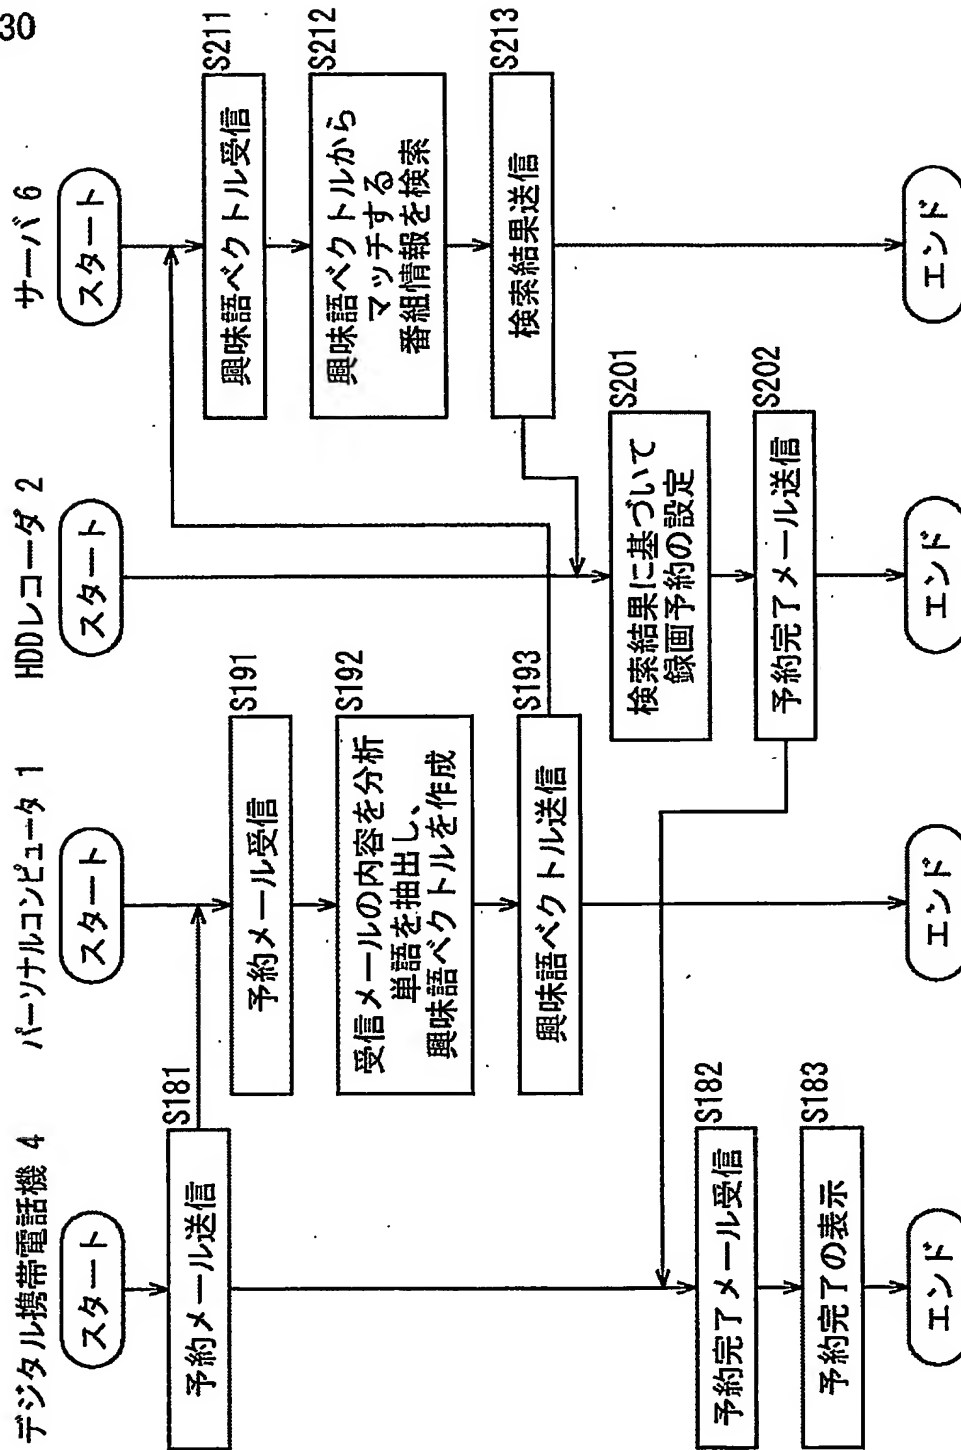 30
デジタル携帯電話機 4
スタート
予約メール送信
S181
予約完了メール受信
S182
予約完了の表示
S183
エンド
パーソナルコンピュータ 1
スタート
予約メール受信
S191
受信メールの内容を分析
単語を抽出し、
興味語ベクトルを作成
S192
興味語ベクトル送信
S193
エンド
HDDレコーダ 2
スタート
検索結果に基づいて
録画予約の設定
S201
予約完了メール送信
S202
エンド
サーバ 6
スタート
興味語ベクトル受信
S211
興味語ベクトルから
マッチする
番組情報を検索
S212
検索結果送信
S213
エンド